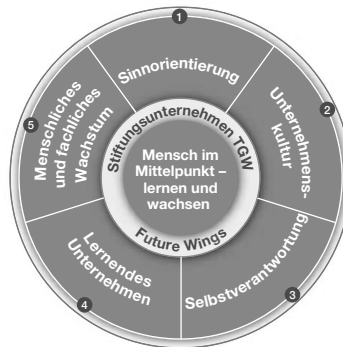 1
Sinnorientierung
2
Unternehmens-
kultur
3
Selbstverantwortung
4
Lernendes
Unternehmen
5
Menschliches
und fachliches
Wachstum
Stiftungsunternehmen TGW
Mensch im
Mittelpunkt –
lernen und
wachsen
Future Wings